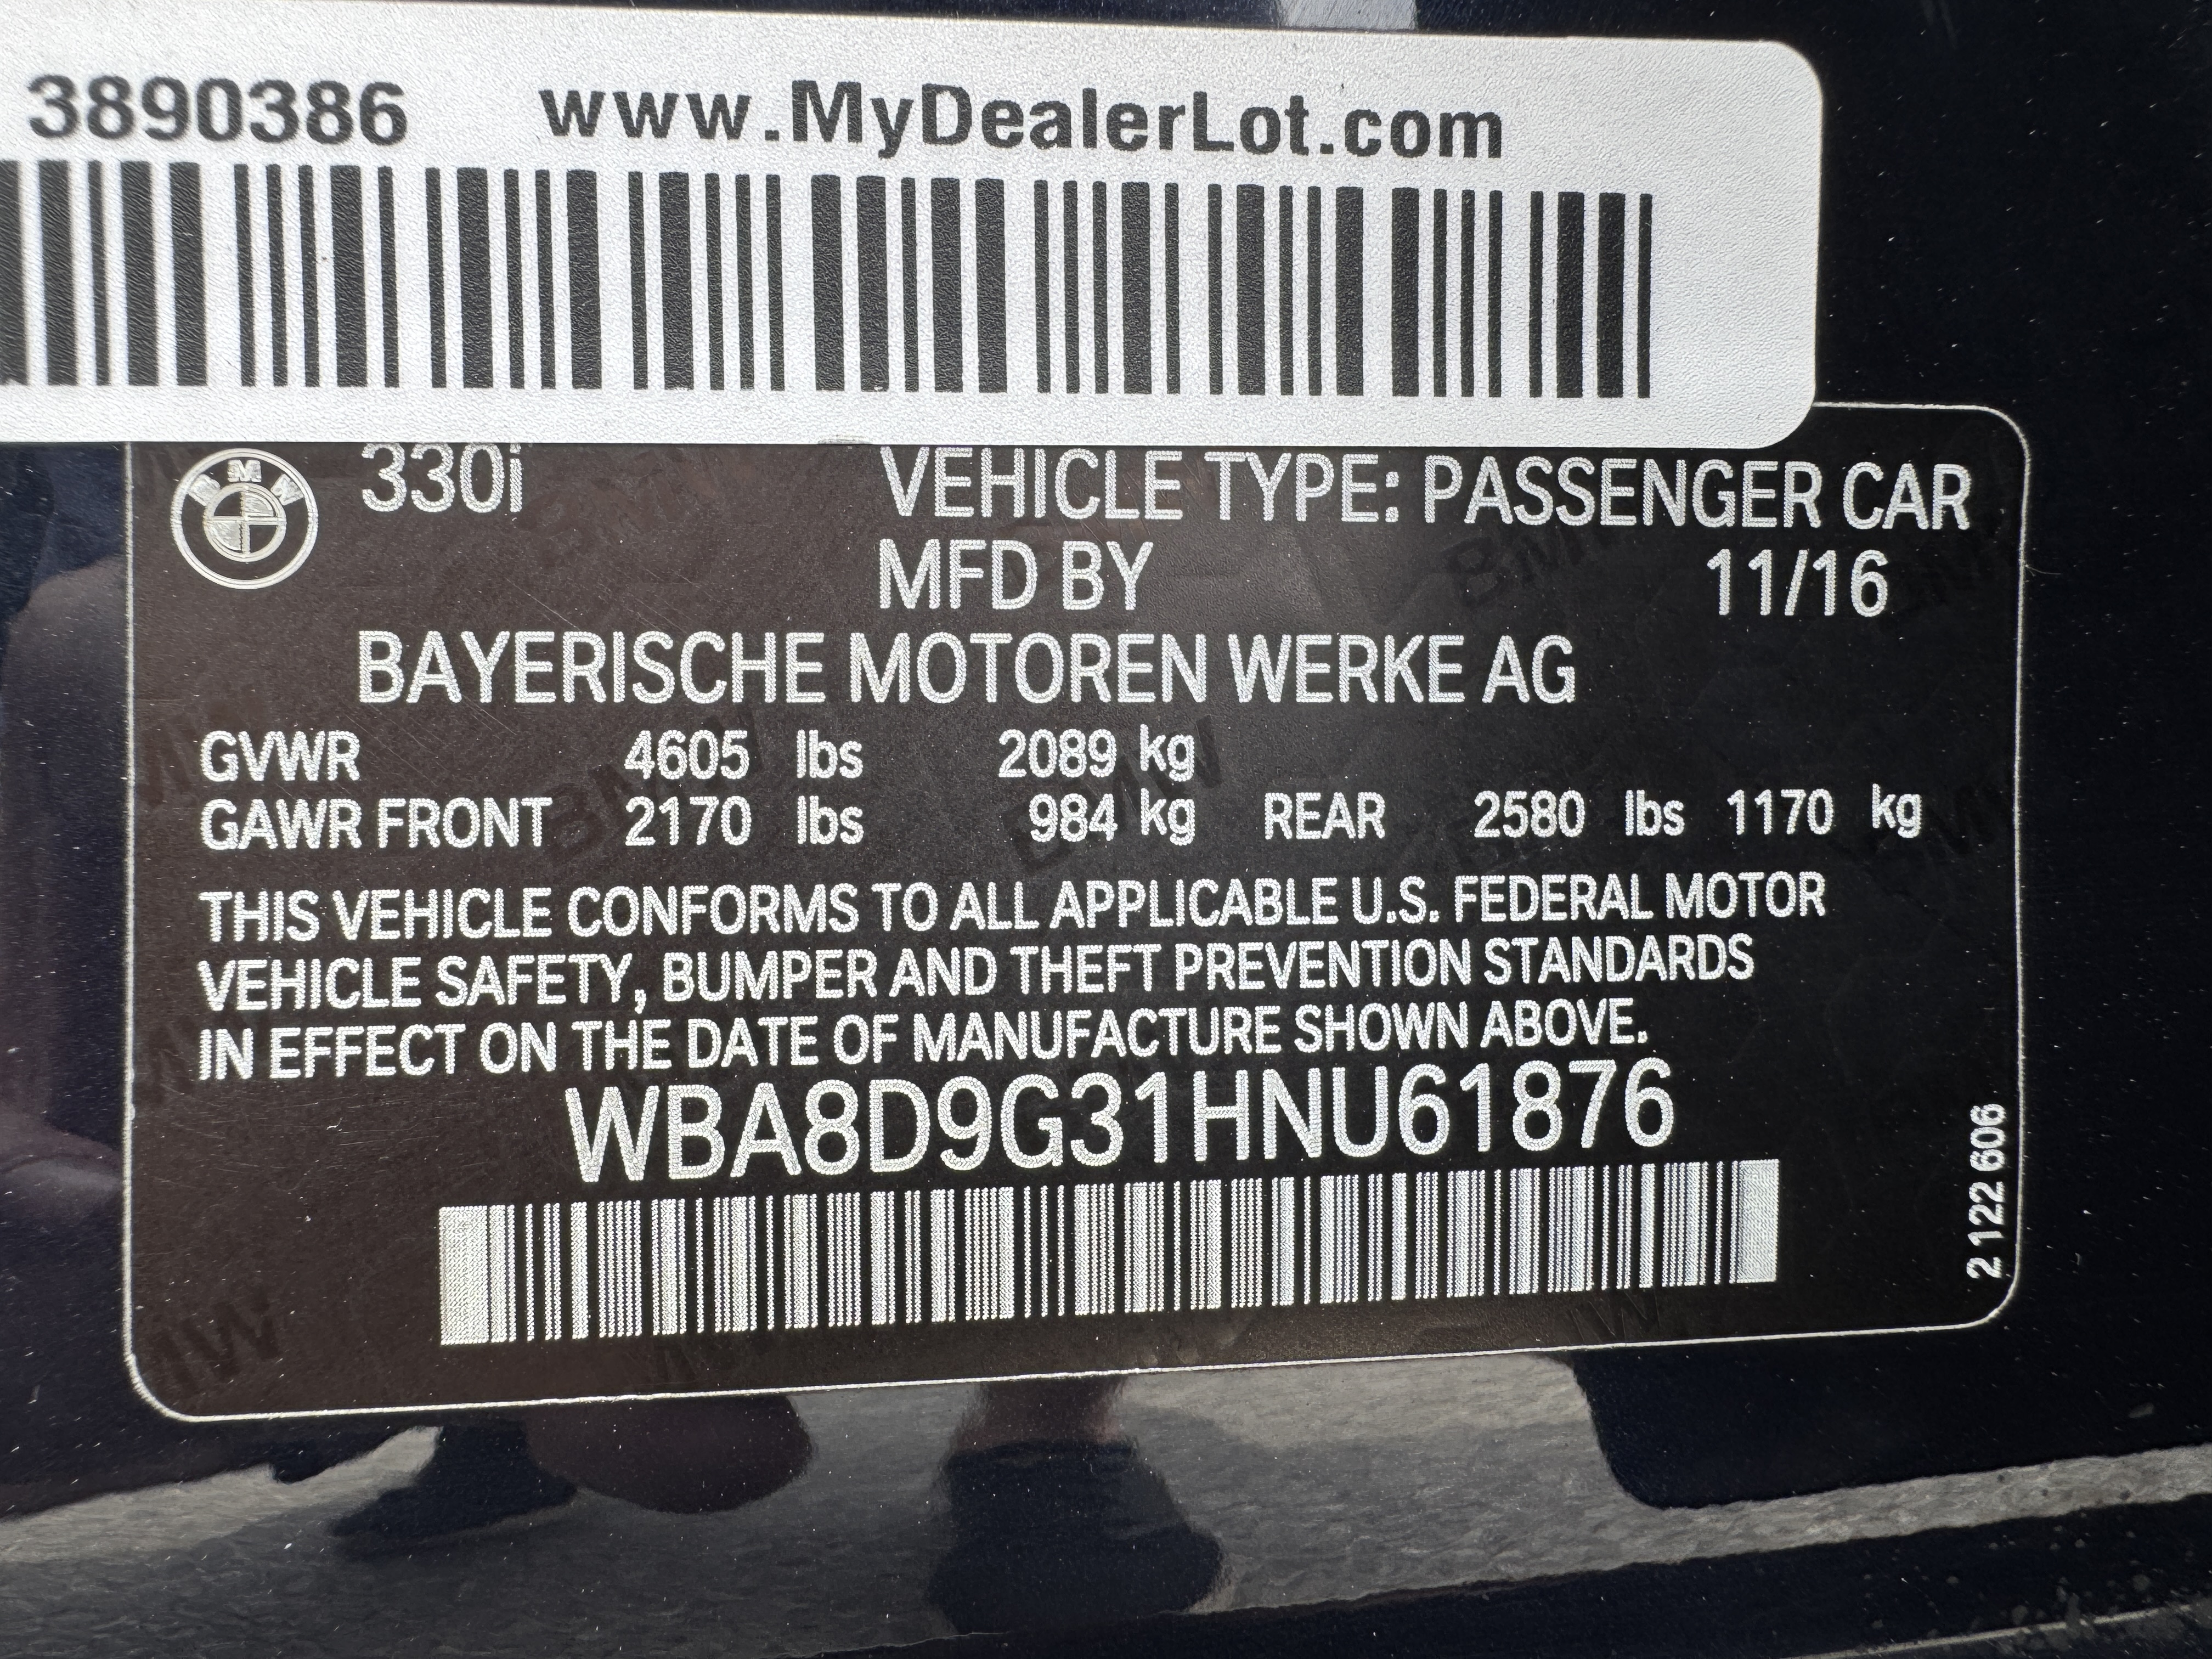 3890386 www.MyDealerLot.com
BMW 330i VEHICLE TYPE: PASSENGER CAR
MFD BY 11/16
BAYERISCHE MOTOREN WERKE AG
GVWR 4605 lbs 2089 kg
GAWR FRONT 2170 lbs 984 kg REAR 2580 lbs 1170 kg
THIS VEHICLE CONFORMS TO ALL APPLICABLE U.S. FEDERAL MOTOR
VEHICLE SAFETY, BUMPER AND THEFT PREVENTION STANDARDS
IN EFFECT ON THE DATE OF MANUFACTURE SHOWN ABOVE.
WBA8D9G31HNU61876
2 122 606